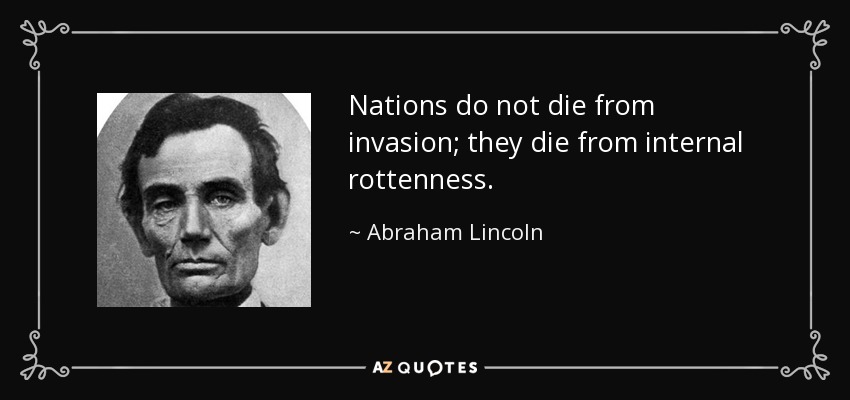 Nations do not die from
invasion; they die from internal
rottenness.
~ Abraham Lincoln
AZ QUOTES